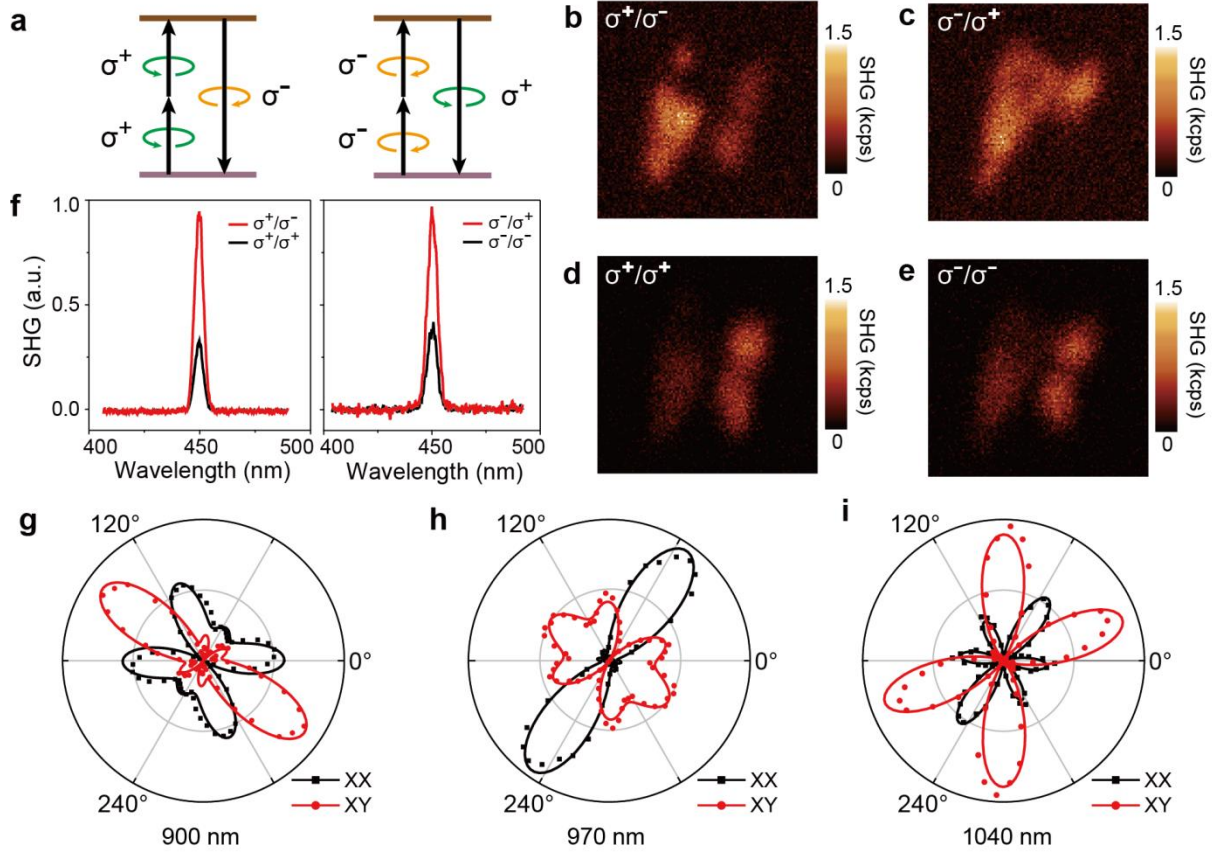 a
σ⁺
σ⁺
σ⁻
σ⁻
σ⁻
σ⁺
b
σ⁺/σ⁻
1.5
SHG (kcps)
0
c
σ⁻/σ⁺
1.5
SHG (kcps)
0
d
σ⁺/σ⁺
1.5
SHG (kcps)
0
e
σ⁻/σ⁻
1.5
SHG (kcps)
0
f
SHG (a.u.)
1.0
0.5
0.0
σ⁺/σ⁻
σ⁺/σ⁺
400 450 500
Wavelength (nm)
σ⁻/σ⁺
σ⁻/σ⁻
400 450 500
Wavelength (nm)
g
120°
0°
240°
XX
XY
900 nm
h
120°
0°
240°
XX
XY
970 nm
i
120°
0°
240°
XX
XY
1040 nm